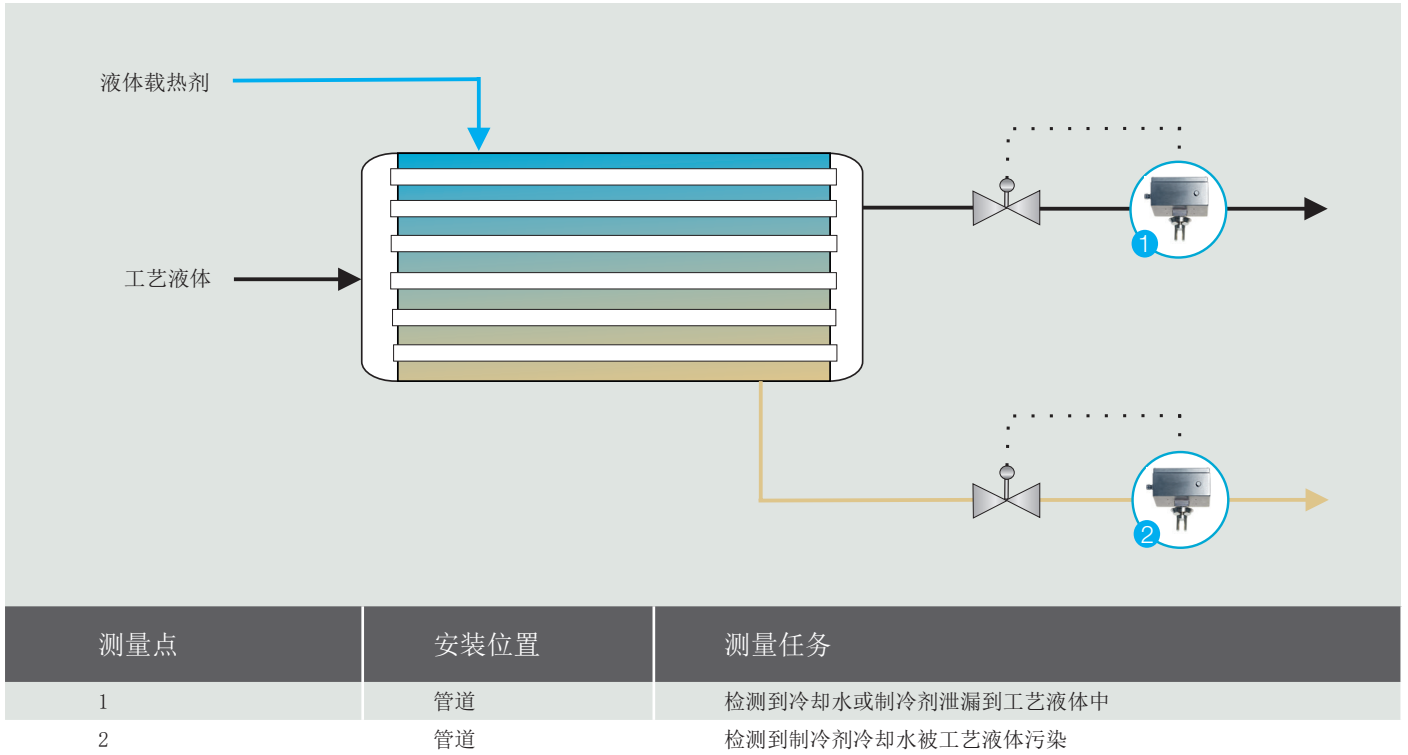 液体载热剂
工艺液体
1
2
测量点 安装位置 测量任务
1 管道 检测到冷却水或制冷剂泄漏到工艺液体中
2 管道 检测到制冷剂冷却水被工艺液体污染